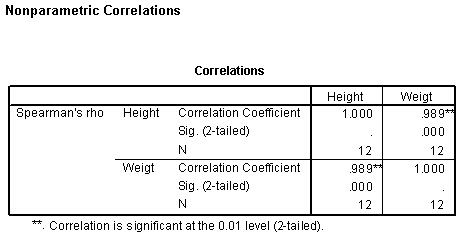 Nonparametric Correlations
Correlations
Height Weigt
Spearman's rho Height Correlation Coefficient 1.000 .989**
Sig. (2-tailed) . .000
N 12 12
Weigt Correlation Coefficient .989** 1.000
Sig. (2-tailed) .000 .
N 12 12
**. Correlation is significant at the 0.01 level (2-tailed).